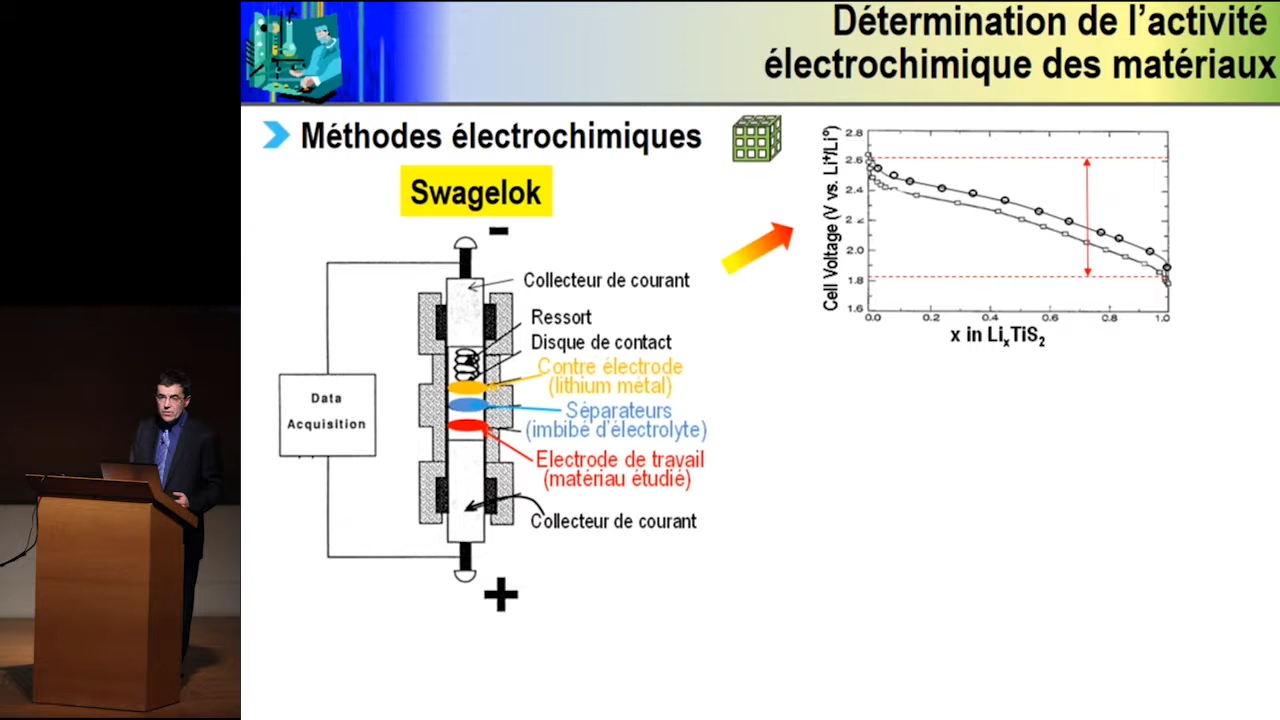 Détermination de l'activité
électrochimique des matériaux
Méthodes électrochimiques
Swagelok
-
Collecteur de courant
Ressort
Disque de contact
Contre électrode
(lithium métal)
Séparateurs
(imbibé d'électrolyte)
Electrode de travail
(matériau étudié)
Collecteur de courant
+
Data
Acquisition
Cell Voltage (V vs. Li⁺/Li°)
2.8
2.6
2.4
2.2
2.0
1.8
1.6
0.0 0.2 0.4 0.6 0.8 1.0
x in LiₓTiS₂